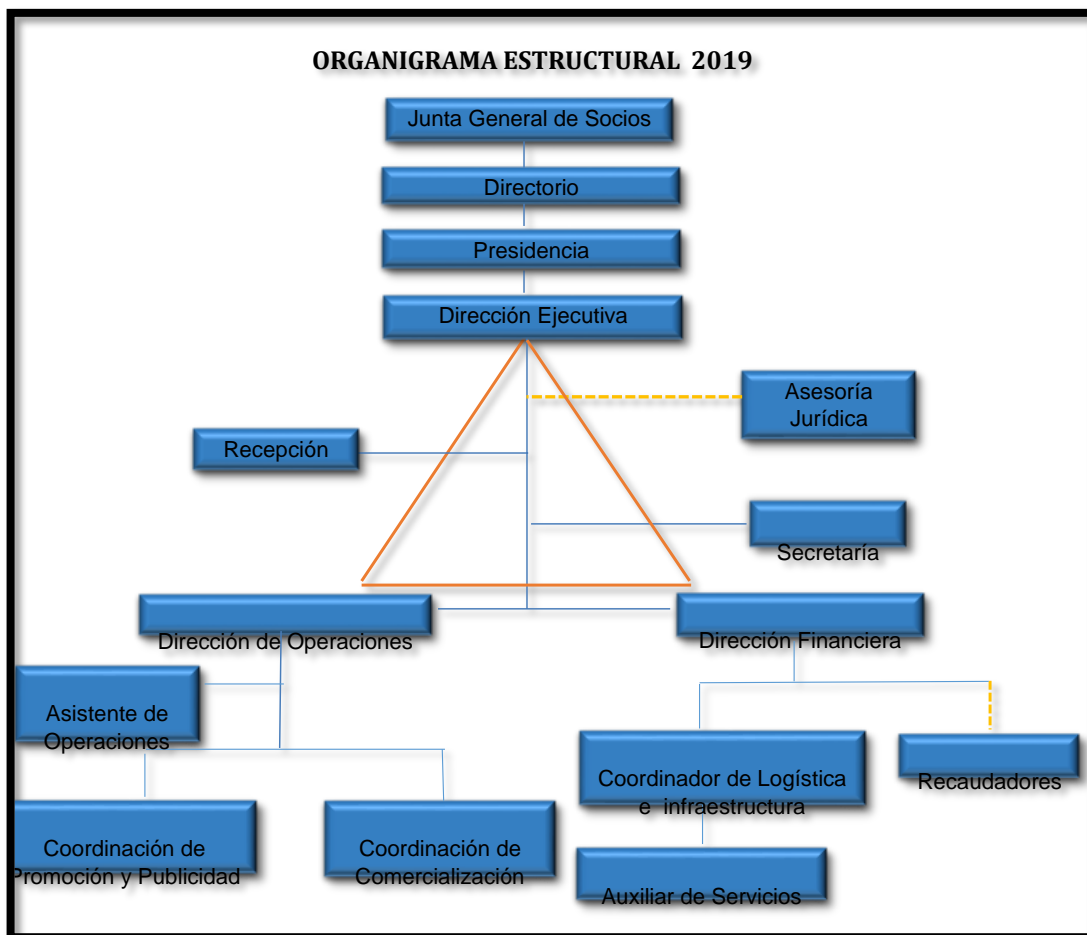 ORGANIGRAMA ESTRUCTURAL 2019
Junta General de Socios
Directorio
Presidencia
Dirección Ejecutiva
Asesoría
Jurídica
Recepción
Secretaría
Dirección de Operaciones
Dirección Financiera
Asistente de
Operaciones
Coordinador de Logística
e infraestructura
Recaudadores
Coordinación de
Promoción y Publicidad
Coordinación de
Comercialización
Auxiliar de Servicios